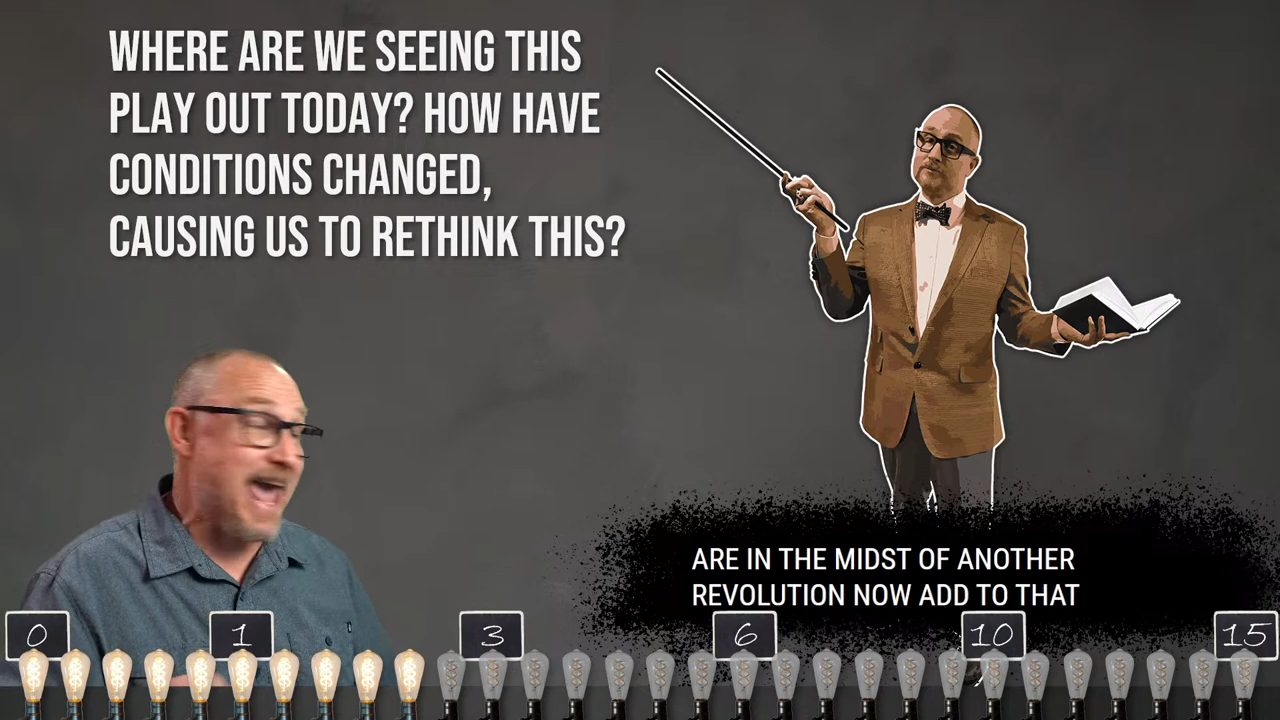 WHERE ARE WE SEEING THIS
PLAY OUT TODAY? HOW HAVE
CONDITIONS CHANGED,
CAUSING US TO RETHINK THIS?
ARE IN THE MIDST OF ANOTHER
REVOLUTION NOW ADD TO THAT
0 1 3 6 10 15